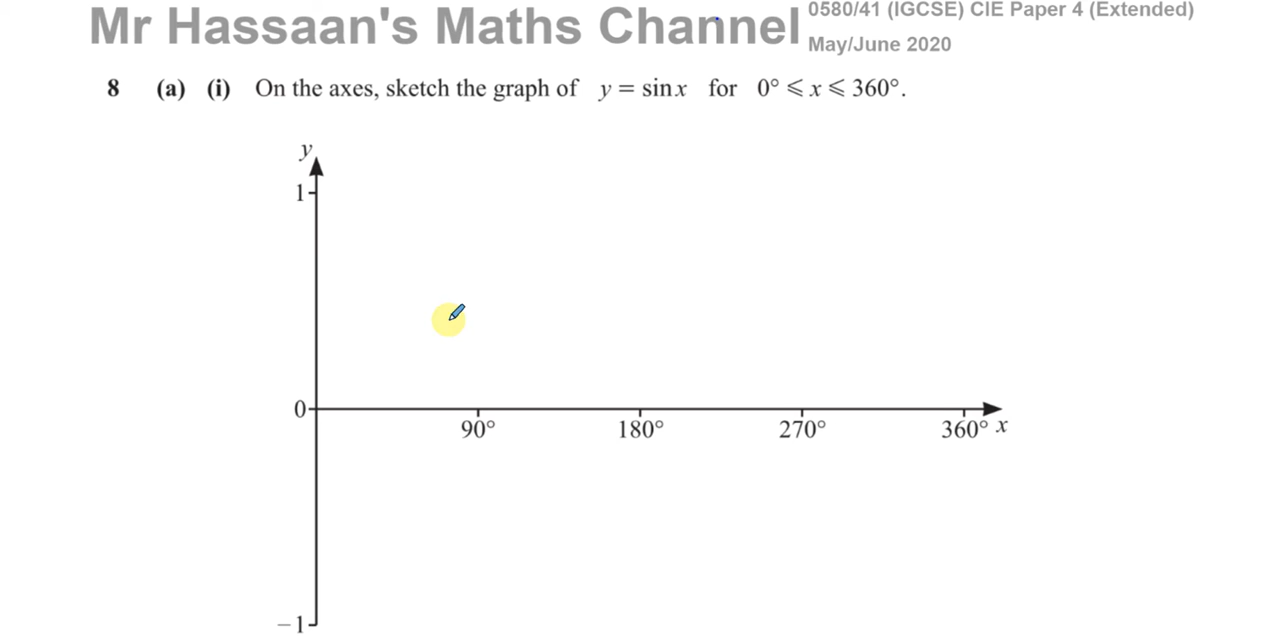 Mr Hassaan's Maths Channel
0580/41 (IGSCE) CIE Paper 4 (Extended)
May/June 2020
8 (a) (i) On the axes, sketch the graph of y = sin x for 0° ⩽ x ⩽ 360°.
y
1
0
90° 180° 270° 360° x
−1